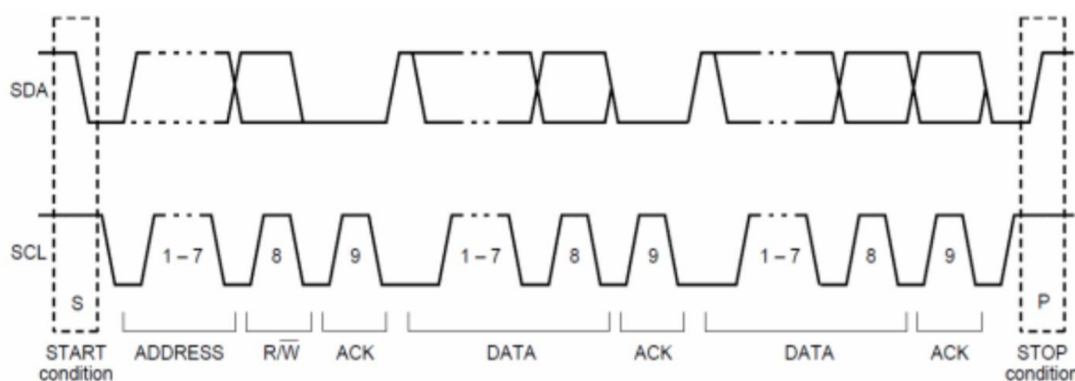 SDA
SCL
1 – 7 8 9 1 – 7 8 9 1 – 7 8 9
S P
START condition ADDRESS R/W̅ ACK DATA ACK DATA ACK STOP condition